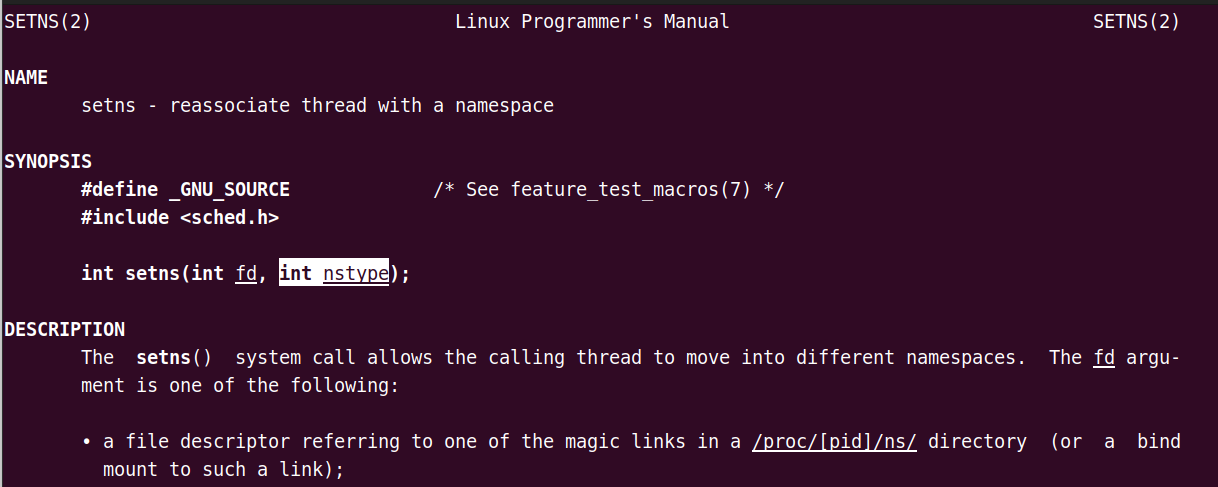 SETNS(2) Linux Programmer's Manual SETNS(2)
NAME
setns - reassociate thread with a namespace
SYNOPSIS
#define _GNU_SOURCE /* See feature_test_macros(7) */
#include <sched.h>
int setns(int fd, int nstype);
DESCRIPTION
The setns() system call allows the calling thread to move into different namespaces. The fd argu-
ment is one of the following:
• a file descriptor referring to one of the magic links in a /proc/[pid]/ns/ directory (or a bind
mount to such a link);